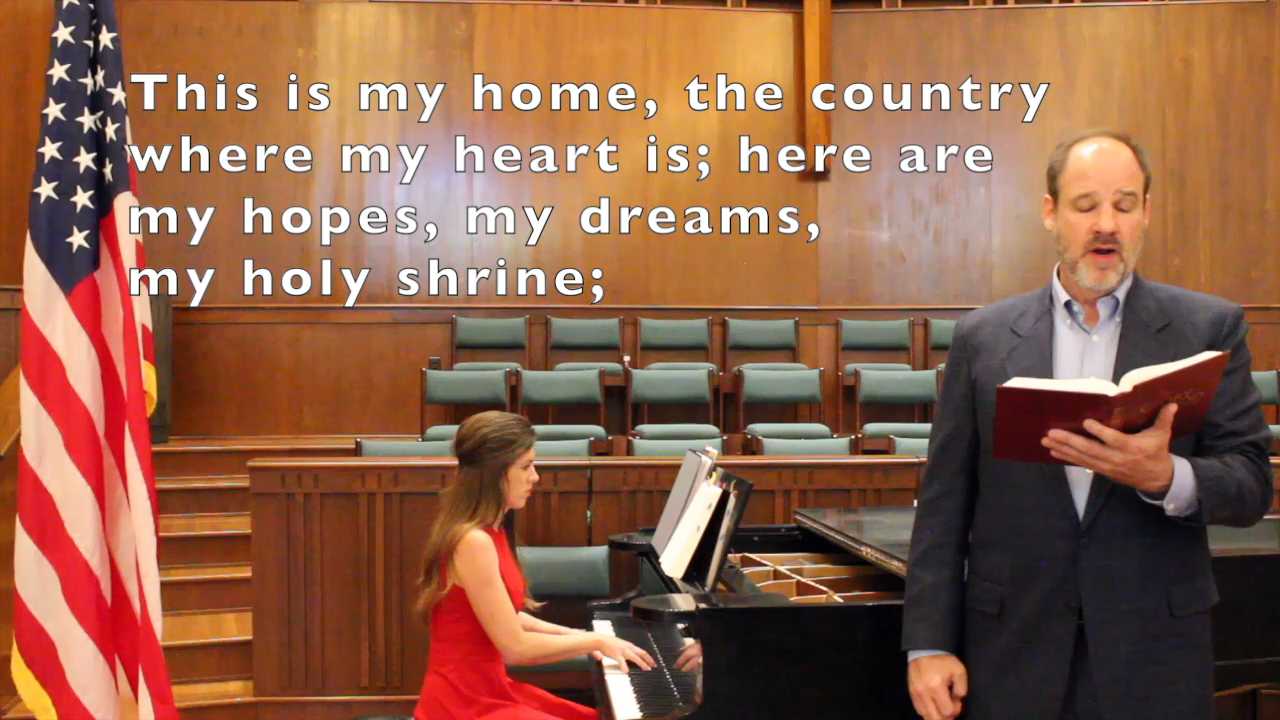 This is my home, the country
where my heart is; here are
my hopes, my dreams,
my holy shrine;